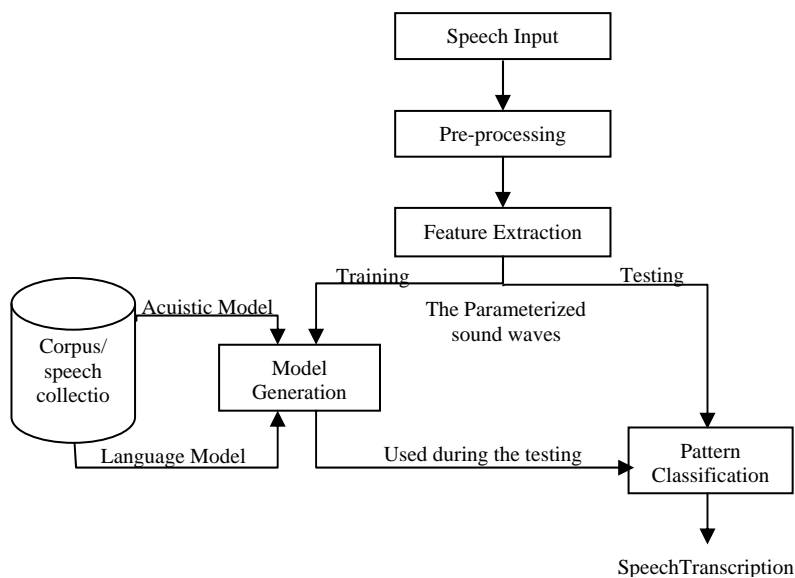 Speech Input
Pre-processing
Feature Extraction
Training
Testing
Acuistic Model
The Parameterized
sound waves
Corpus/
speech
collectio
Model
Generation
Language Model
Used during the testing
Pattern
Classification
SpeechTranscription